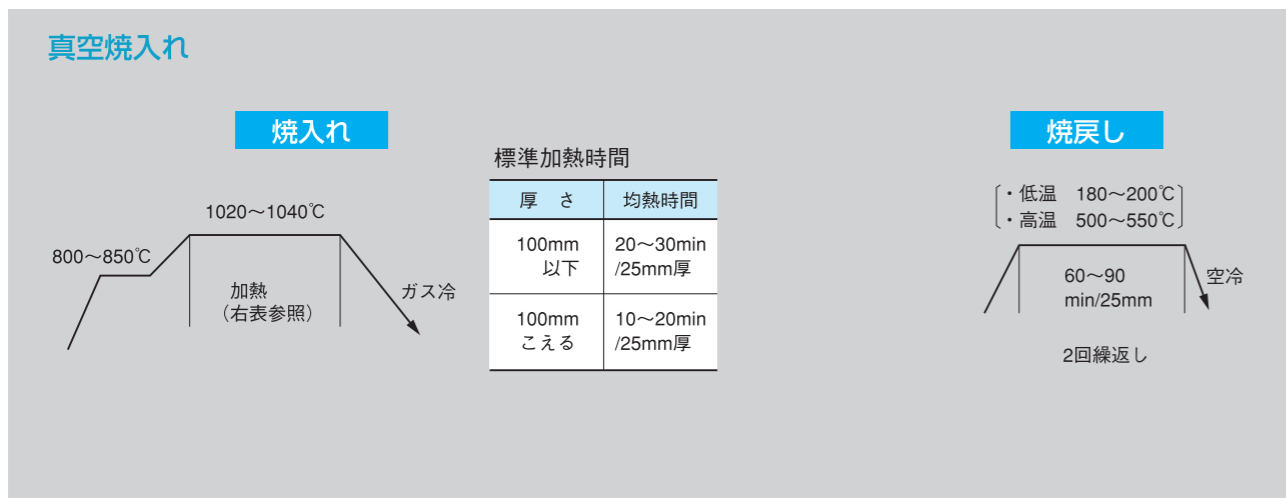 真空焼入れ
焼入れ
1020～1040℃
800～850℃
加熱
（右表参照）
ガス冷
標準加熱時間
厚　さ　均熱時間
100mm
以下
20～30min
/25mm厚
100mm
こえる
10～20min
/25mm厚
焼戻し
・低温　180～200℃
・高温　500～550℃
60～90
min/25mm
空冷
2回繰返し